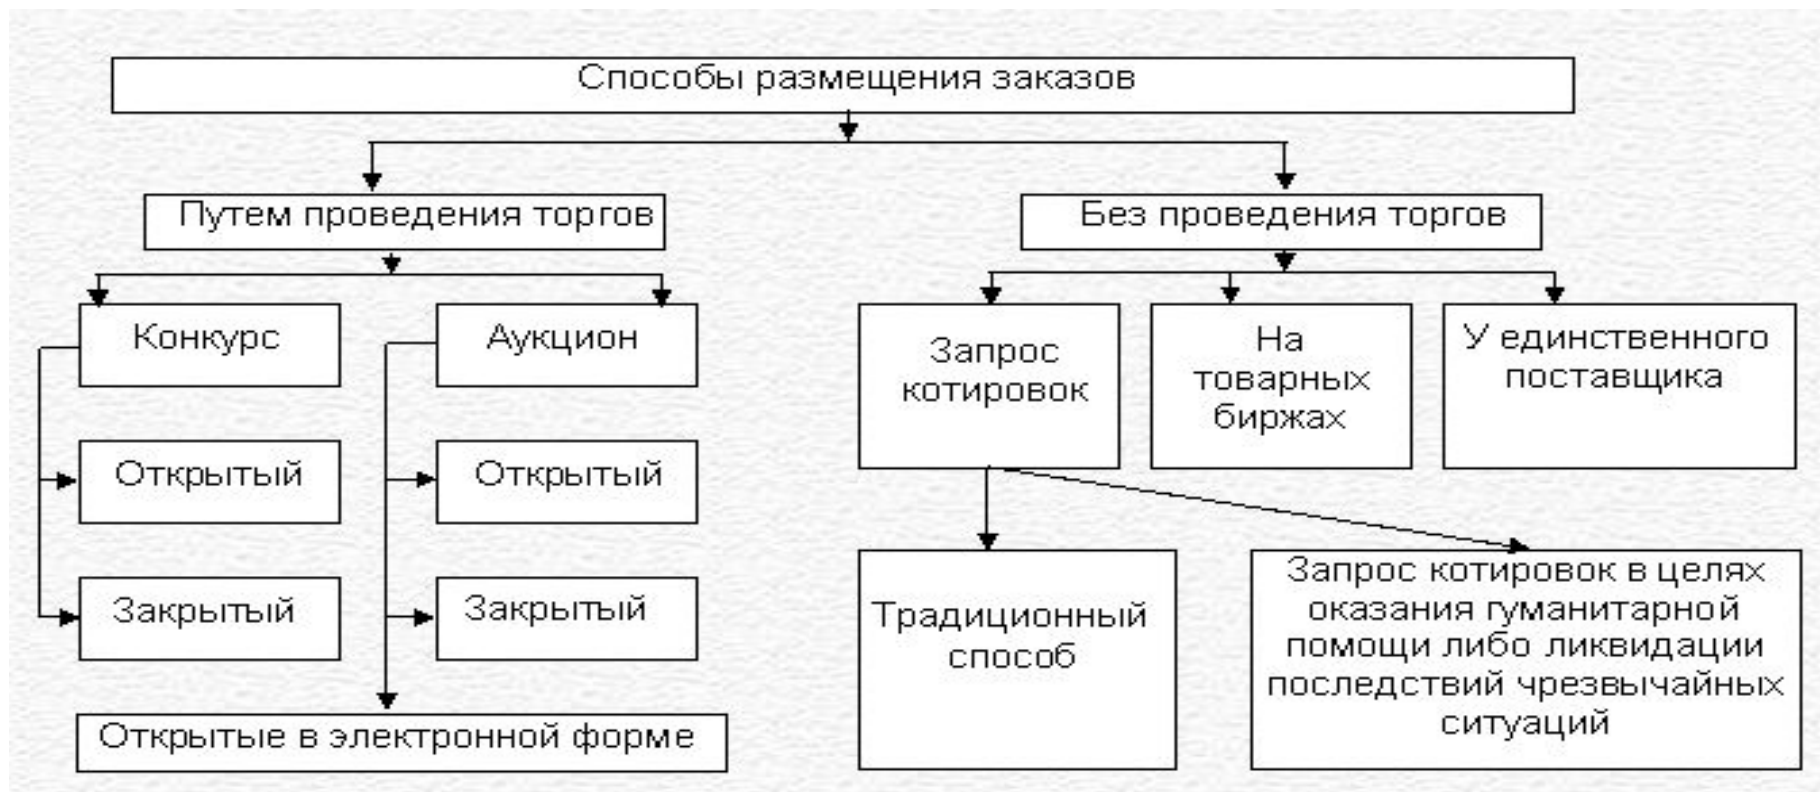 Способы размещения заказов
Путем проведения торгов
Без проведения торгов
Конкурс
Аукцион
Запрос
котировок
На
товарных
биржах
У единственного
поставщика
Открытый
Открытый
Закрытый
Закрытый
Открытые в электронной форме
Традиционный
способ
Запрос котировок в целях
оказания гуманитарной
помощи либо ликвидации
последствий чрезвычайных
ситуаций